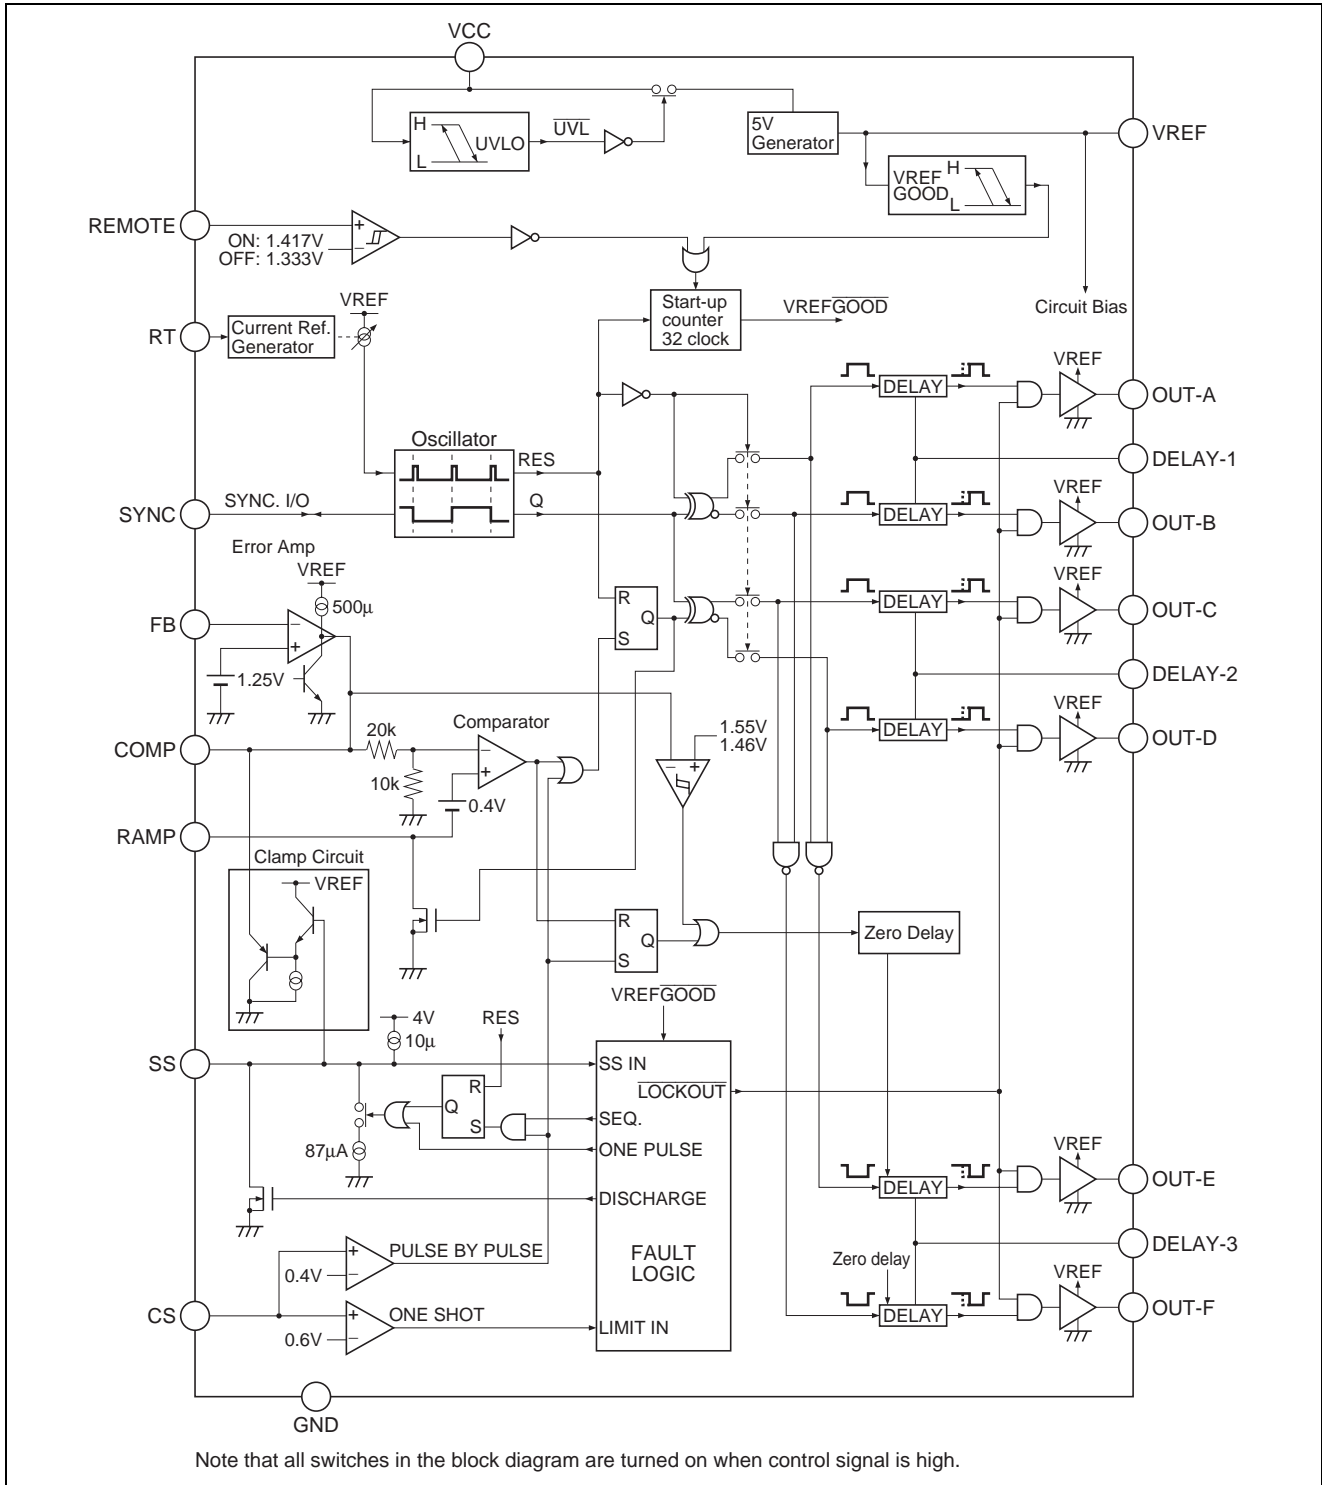 VCC
H
L
UVLO
UVL
5V
Generator
VREF
VREF
GOOD
H
L
REMOTE
ON: 1.417V
OFF: 1.333V
+
−
VREF
Start-up
counter
32 clock
VREFGOOD
Circuit Bias
RT
Current Ref.
Generator
VREF
DELAY
OUT-A
Oscillator
RES
DELAY-1
VREF
SYNC
SYNC. I/O
Q
DELAY
OUT-B
Error Amp
VREF
500μ
VREF
FB
−
+
R
Q
S
DELAY
OUT-C
1.25V
DELAY-2
VREF
COMP
20k
Comparator
−
+
10k
0.4V
1.55V
1.46V
− +
DELAY
OUT-D
RAMP
Clamp Circuit
VREF
R
Q
S
Zero Delay
VREFGOOD
4V
10μ
RES
SS
SS IN
LOCKOUT
R
Q
S
SEQ.
87μA
ONE PULSE
VREF
DISCHARGE
DELAY
OUT-E
+
−
0.4V
PULSE BY PULSE
FAULT
LOGIC
DELAY-3
Zero delay
VREF
CS
+
−
0.6V
ONE SHOT
LIMIT IN
DELAY
OUT-F
GND
Note that all switches in the block diagram are turned on when control signal is high.